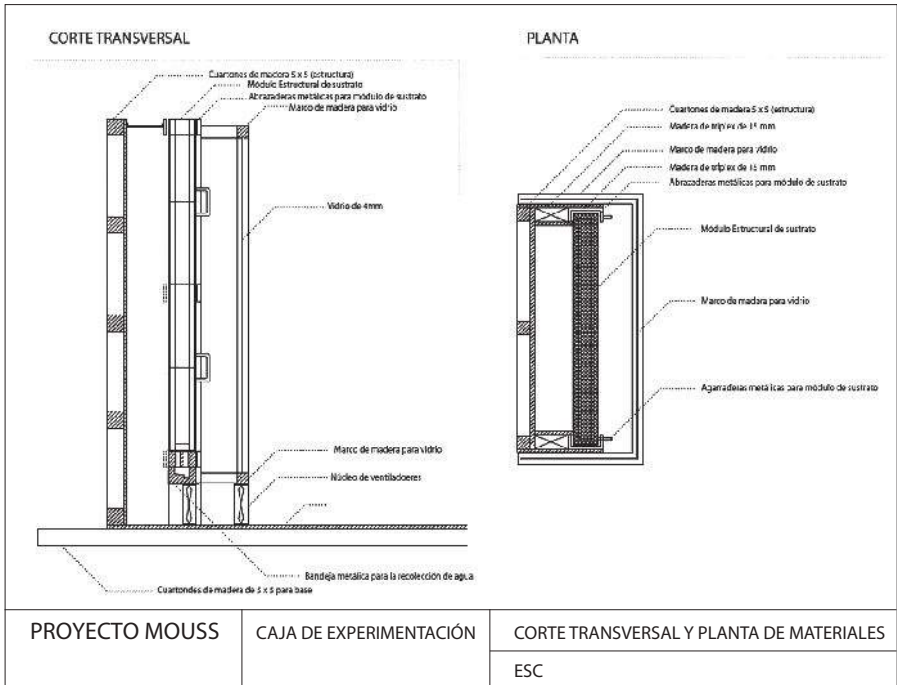 CORTE TRANSVERSAL
Cuartones de madera 5 x 5 (estructura)
Módulo Estructural de sustrato
Abrazaderas metálicas para módulo de sustrato
Marco de madera para vidrio
Vidrio de 4mm
Marco de madera para vidrio
Núcleo de ventiladoeres
Bandeja metálica para la recolección de agua
Cuartondes de madera de 5 x 5 para base
PLANTA
Cuartones de madera 5 x 5 (estructura)
Madera de triplex de 15 mm
Marco de madera para vidrio
Madera de triplex de 15 mm
Abrazaderas metálicas para módulo de sustrato
Módulo Estructural de sustrato
Marco de madara para vidrio
Agarraderas metálicas para módulo de sustrato
PROYECTO MOUSS
CAJA DE EXPERIMENTACIÓN
CORTE TRANSVERSAL Y PLANTA DE MATERIALES
ESC